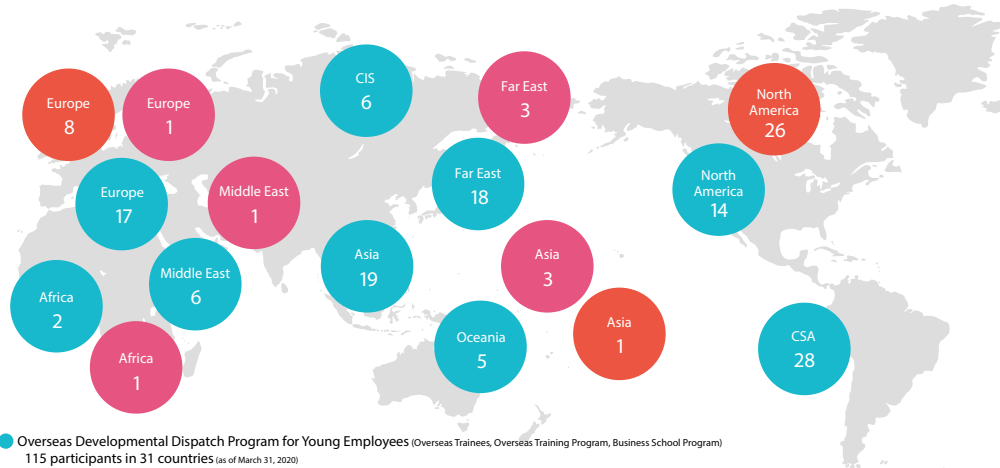 CIS
6
Far East
3
Europe
8
Europe
1
North
America
26
Far East
18
North
America
14
Europe
17
Middle East
1
Asia
19
Asia
3
Middle East
6
Africa
2
Oceania
5
Asia
1
CSA
28
Africa
1
Overseas Developmental Dispatch Program for Young Employees (Overseas Trainees, Overseas Training Program, Business School Program)
115 participants in 31 countries (as of March 31, 2020)